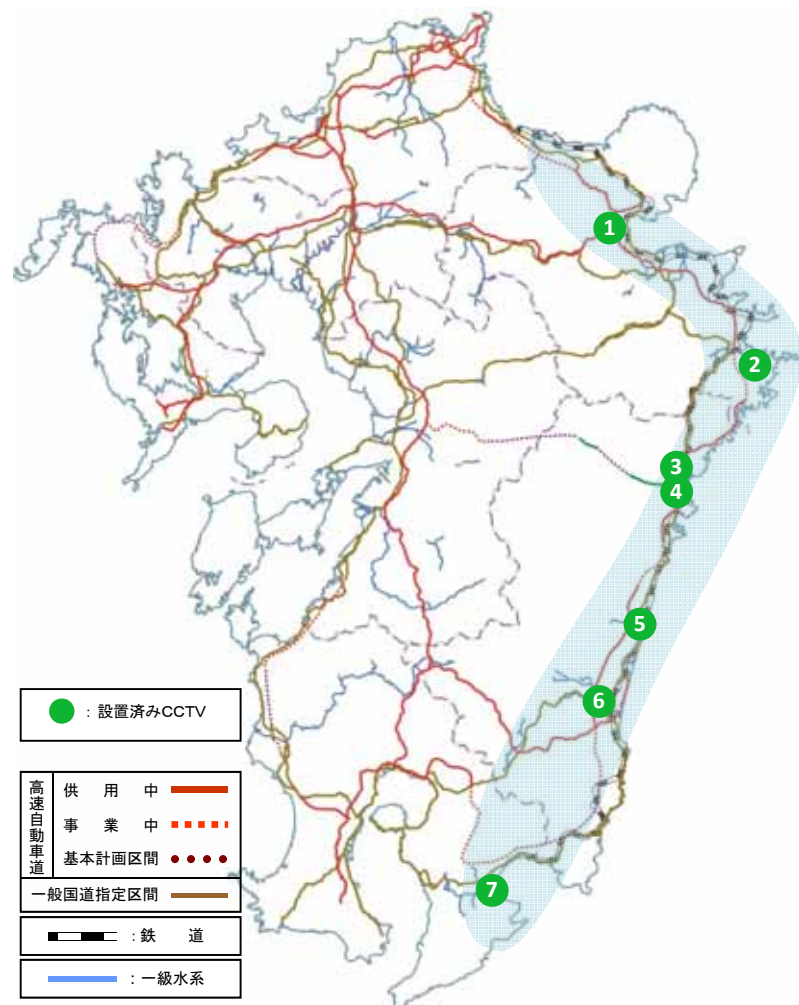 1
2
3
4
5
6
7
：設置済みCCTV
高速自動車道
供用中
事業中
基本計画区間
一般国道指定区間
：鉄道
：一級水系